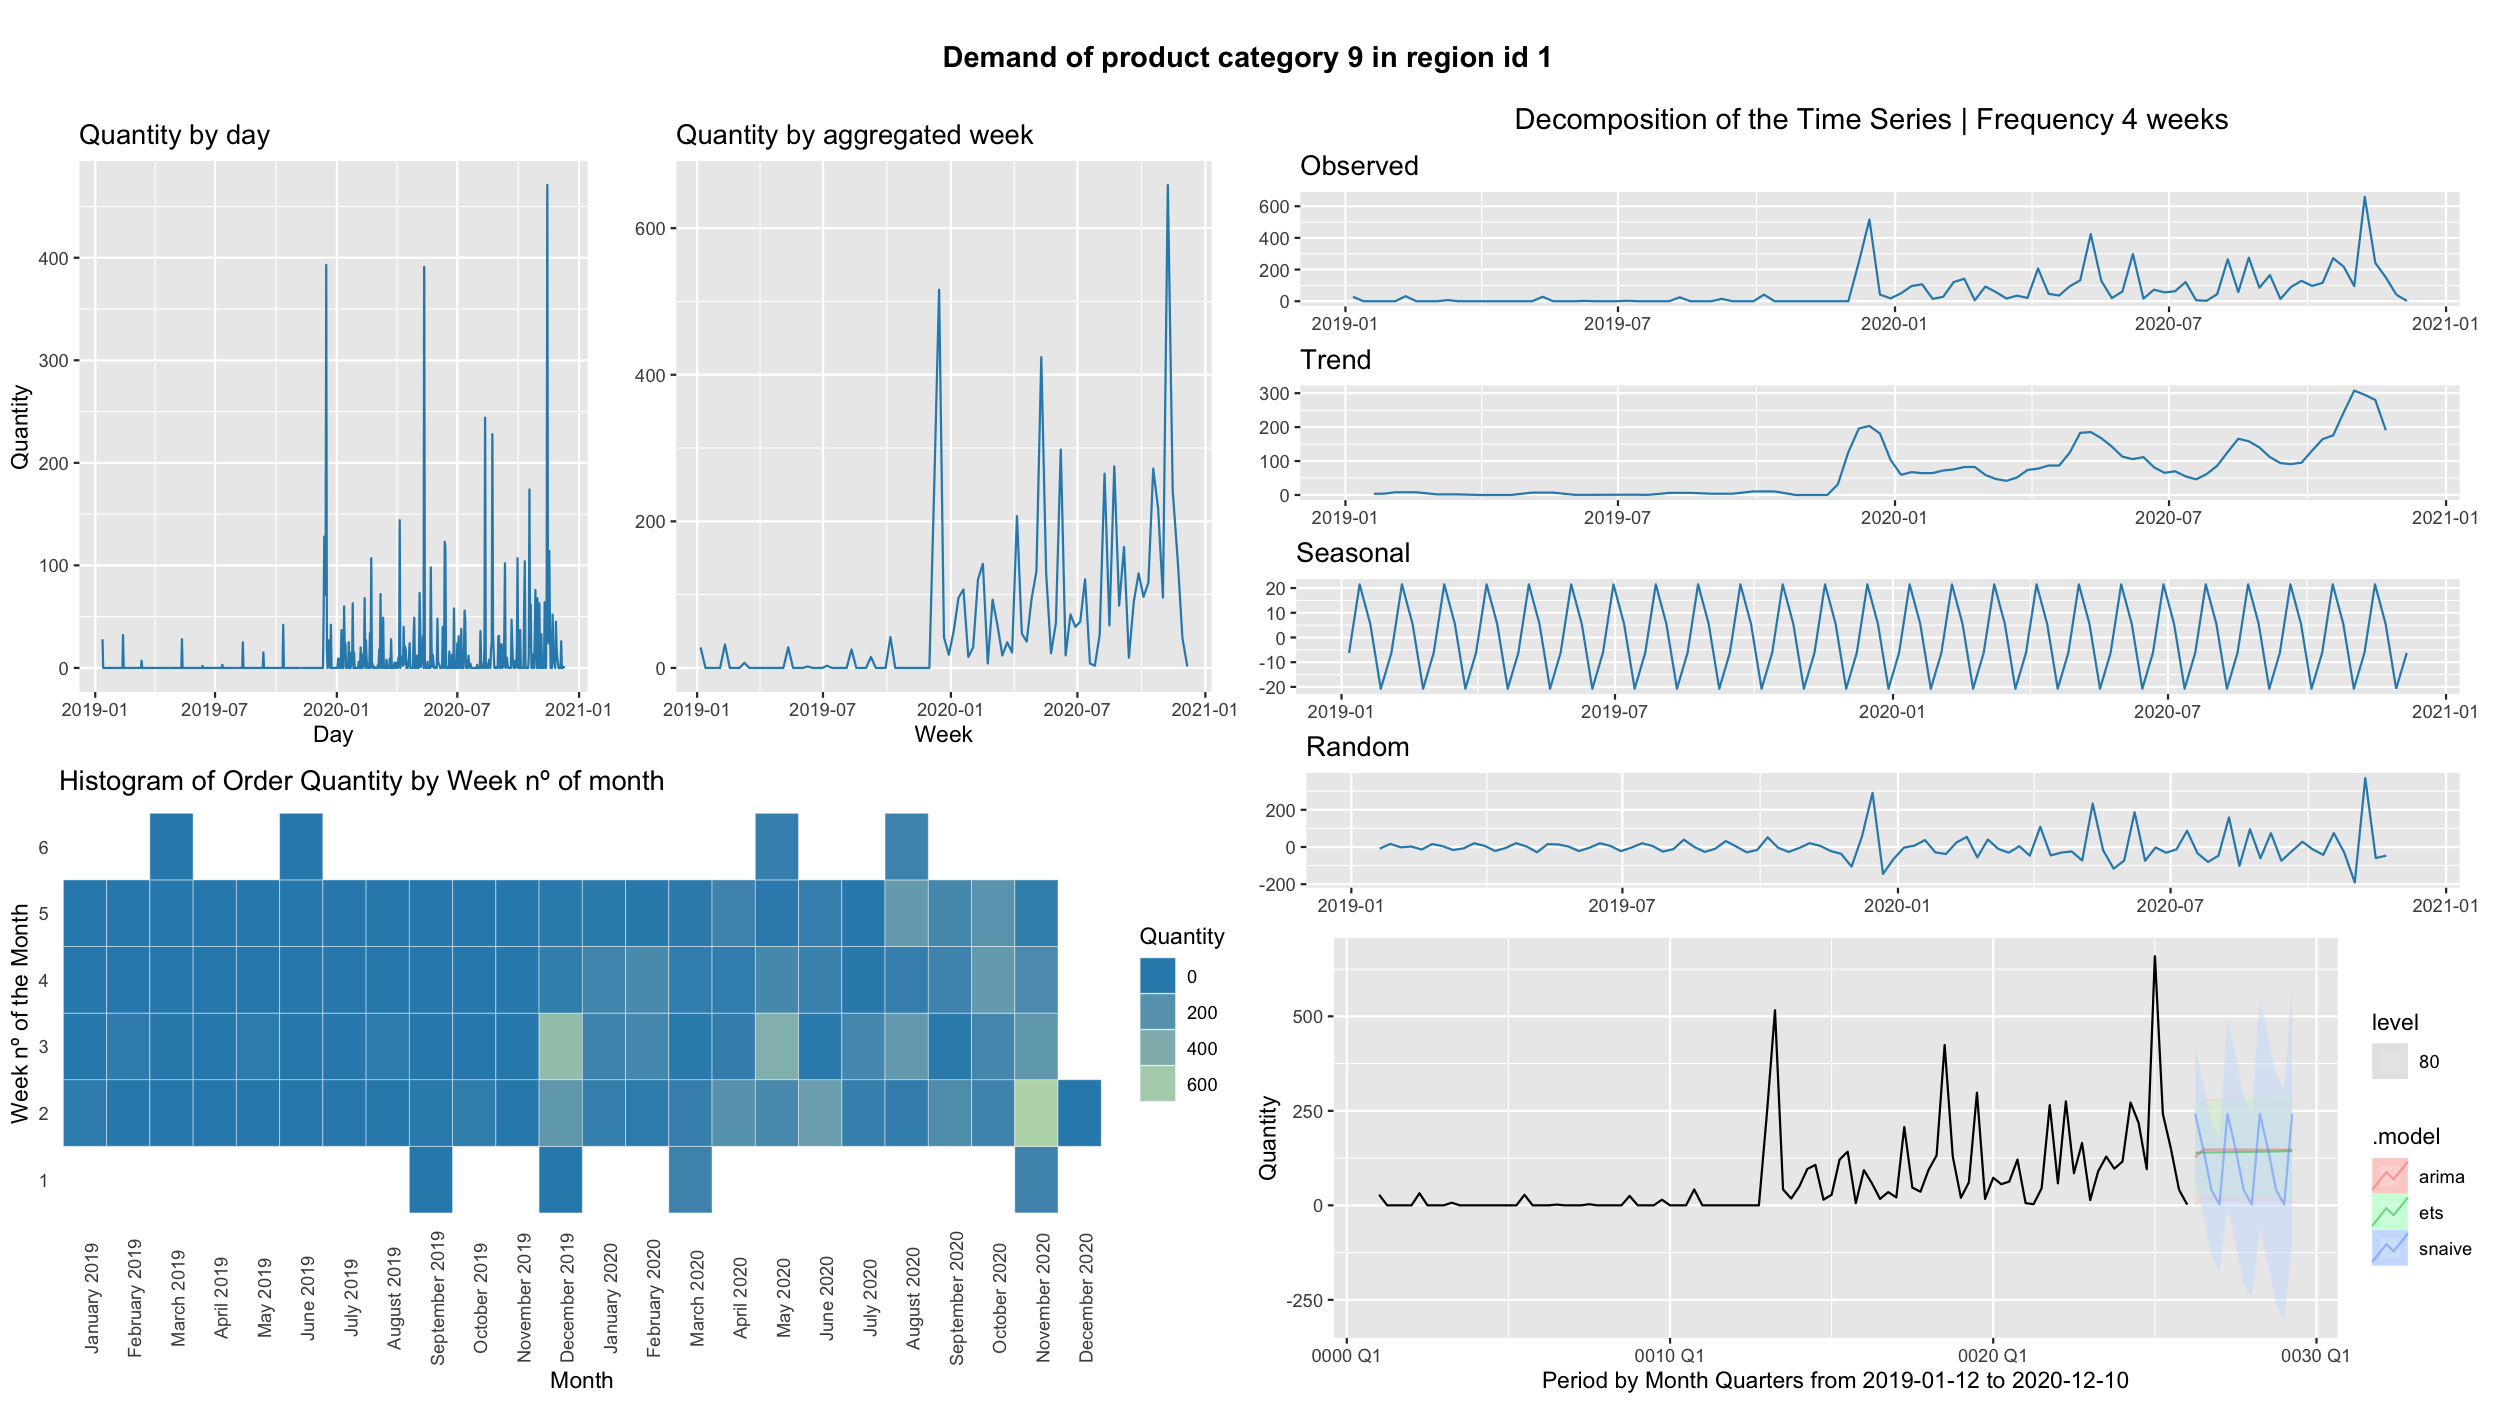 Demand of product category 9 in region id 1
Quantity by day
Quantity
400
300
200
100
0
2019-01 2019-07 2020-01 2020-07 2021-01
Day
Quantity by aggregated week
600
400
200
0
2019-01 2019-07 2020-01 2020-07 2021-01
Week
Decomposition of the Time Series | Frequency 4 weeks
Observed
600
400
200
0
2019-01 2019-07 2020-01 2020-07 2021-01
Trend
300
200
100
0
2019-01 2019-07 2020-01 2020-07 2021-01
Seasonal
20
10
0
-10
-20
2019-01 2019-07 2020-01 2020-07 2021-01
Random
200
0
-200
2019-01 2019-07 2020-01 2020-07 2021-01
Histogram of Order Quantity by Week nº of month
Week nº of the Month
6
5
4
3
2
1
January 2019
February 2019
March 2019
April 2019
May 2019
June 2019
July 2019
August 2019
September 2019
October 2019
November 2019
December 2019
January 2020
February 2020
March 2020
April 2020
May 2020
June 2020
July 2020
August 2020
September 2020
October 2020
November 2020
December 2020
Month
Quantity
0
200
400
600
Quantity
500
250
0
-250
0000 Q1 0010 Q1 0020 Q1 0030 Q1
Period by Month Quarters from 2019-01-12 to 2020-12-10
level
80
.model
arima
ets
snaive